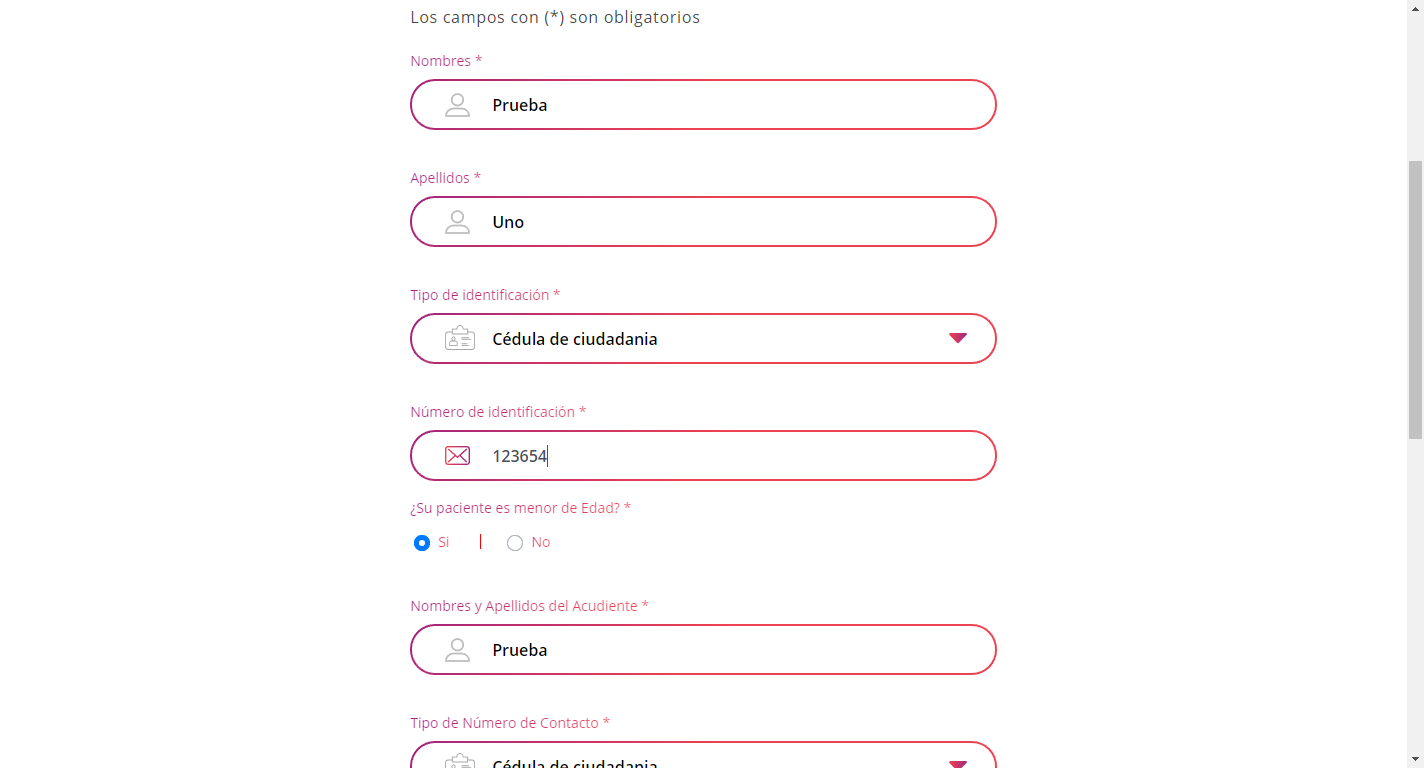 Los campos con (*) son obligatorios
Nombres *
Prueba
Apellidos *
Uno
Tipo de identificación *
Cédula de ciudadania
Número de identificación *
123654
¿Su paciente es menor de Edad? *
Si | No
Nombres y Apellidos del Acudiente *
Prueba
Tipo de Número de Contacto *
Cédula de ciudadania